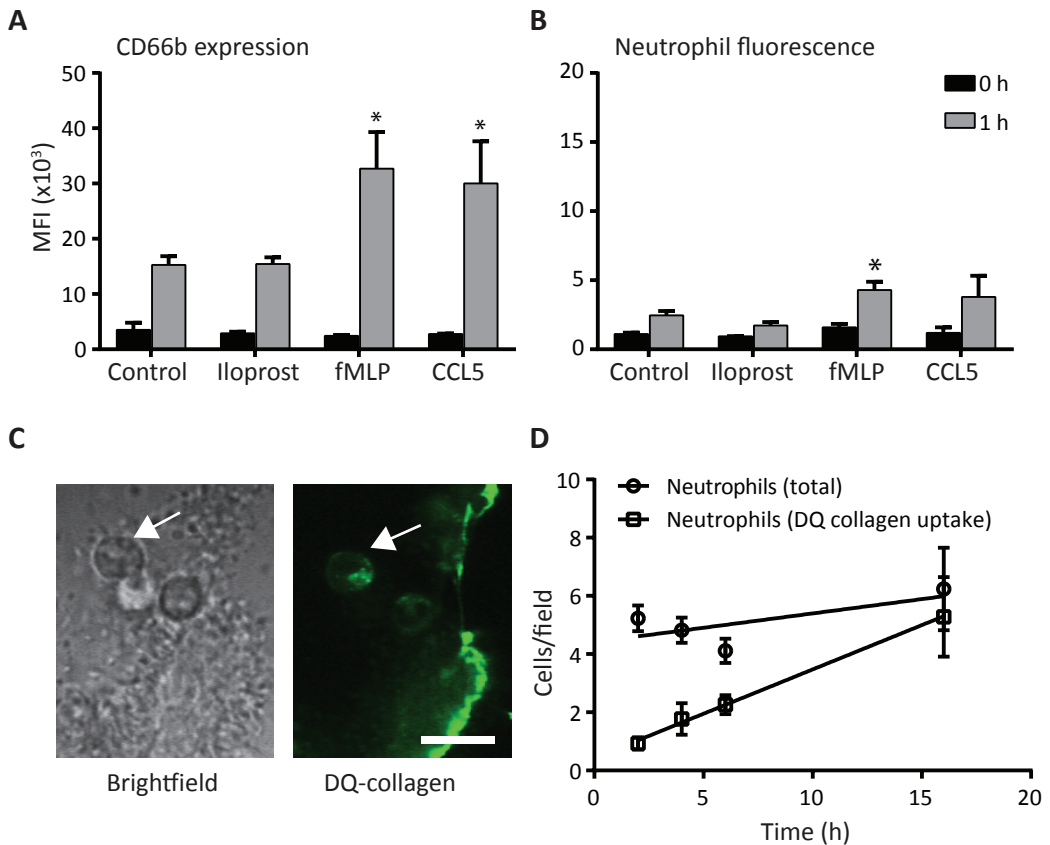 A
CD66b expression
50
40
30
20
10
0
MFI (x10³)
*
*
Control Iloprost fMLP CCL5
B
Neutrophil fluorescence
20
15
10
5
0
0 h
1 h
*
Control Iloprost fMLP CCL5
C
Brightfield
DQ-collagen
D
10
8
6
4
2
0
Cells/field
Neutrophils (total)
Neutrophils (DQ collagen uptake)
0 5 10 15 20
Time (h)